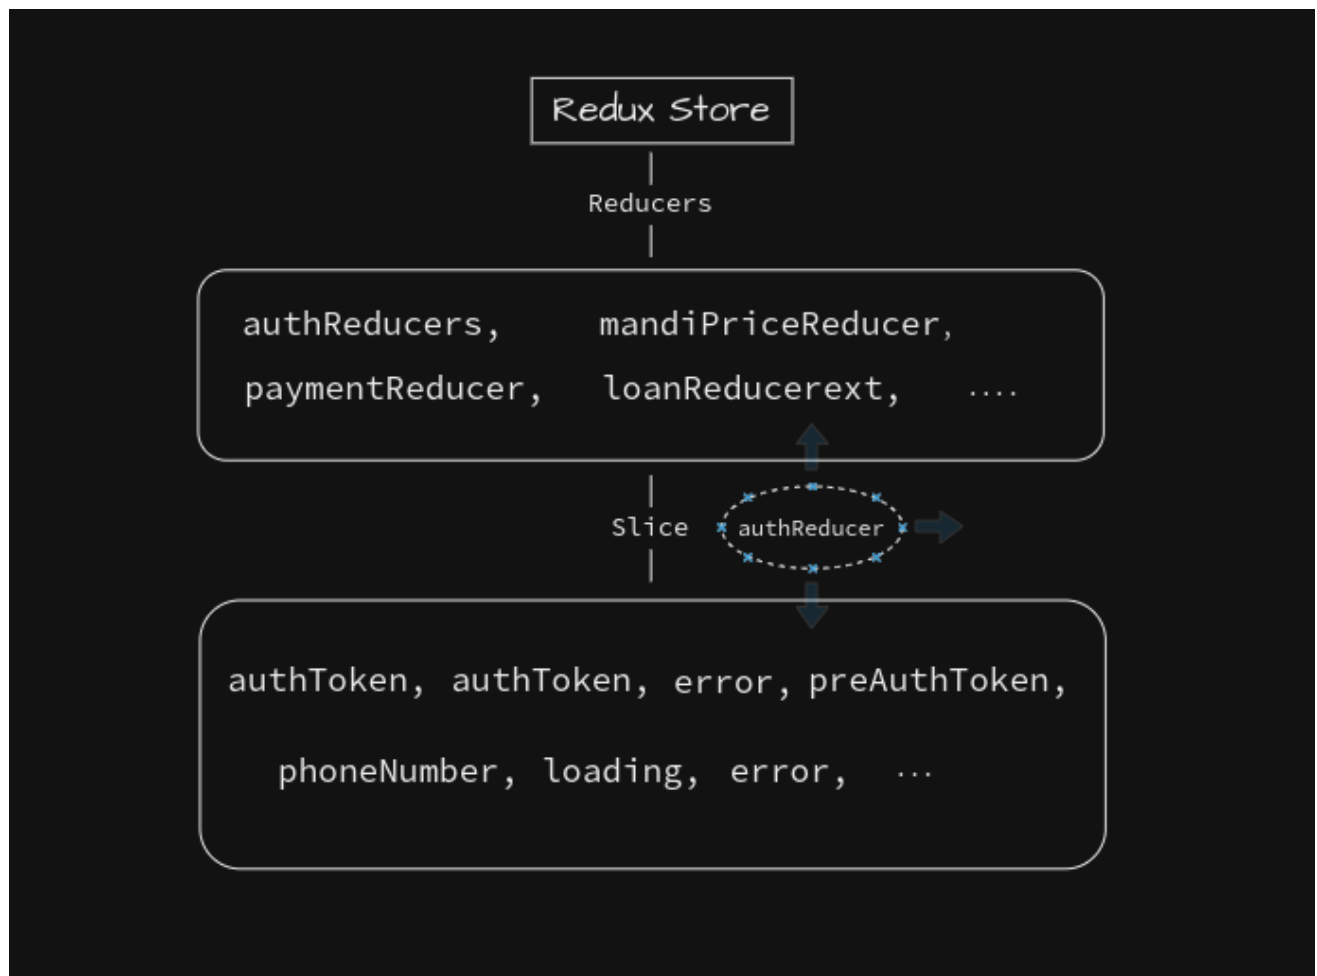 Redux Store
Reducers
authReducers, mandiPriceReducer,
paymentReducer, loanReducerext, ....
Slice authReducer
authToken, authToken, error, preAuthToken,
phoneNumber, loading, error, ...